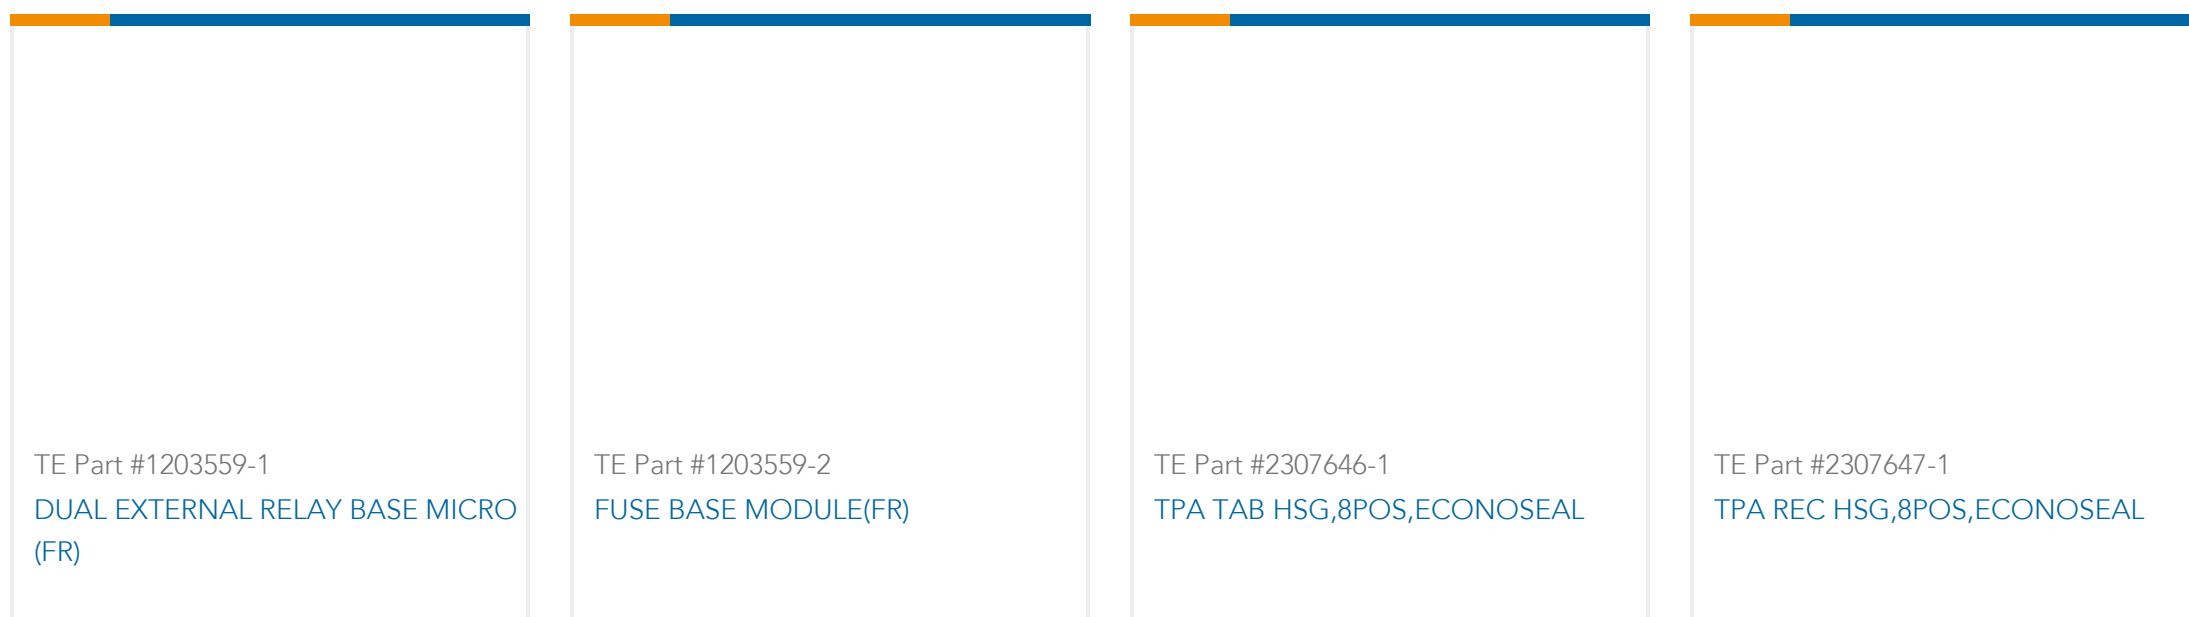 TE Part #1203559-1
DUAL EXTERNAL RELAY BASE MICRO
(FR)
TE Part #1203559-2
FUSE BASE MODULE(FR)
TE Part #2307646-1
TPA TAB HSG,8POS,ECONOSEAL
TE Part #2307647-1
TPA REC HSG,8POS,ECONOSEAL